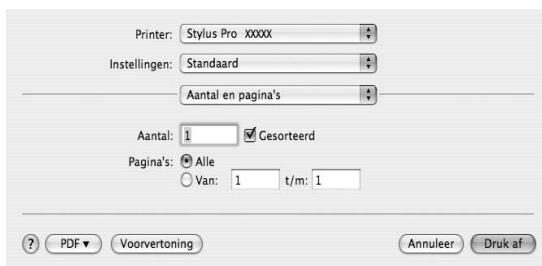 Printer: Stylus Pro XXXXX
Instellingen: Standaard
Aantal en pagina's
Aantal: 1 Gesorteerd
Pagina's: Alle
Van: 1 t/m: 1
? PDF ▼ Voorvertoning Annuleer Druk af